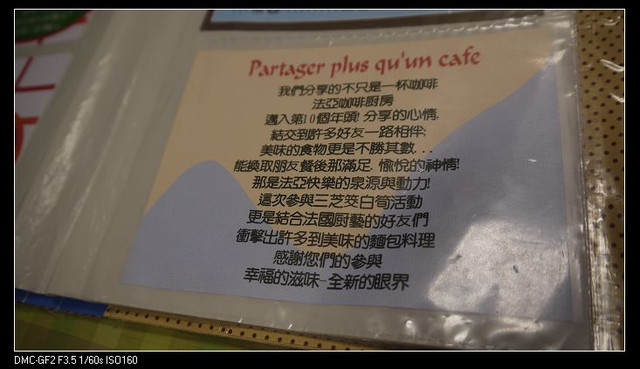 Partager plus qu'un cafe
我們分享的不只是一杯咖啡
法亞咖啡厨房
邁入第10個年頭! 分享的心情,
結交到許多好友一路相伴;
美味的食物更是不勝其數...
能換取朋友餐後那滿足, 愉悅的神情!
那是法亞快樂的泉源與動力!
這次參與三芝筊白筍活動
更是結合法國厨藝的好友們
衝擊出許多到美味的麵包料理
感謝您們的參與
幸福的滋味-全新的眼界
DMC-GF2 F3.5 1/60s ISO160